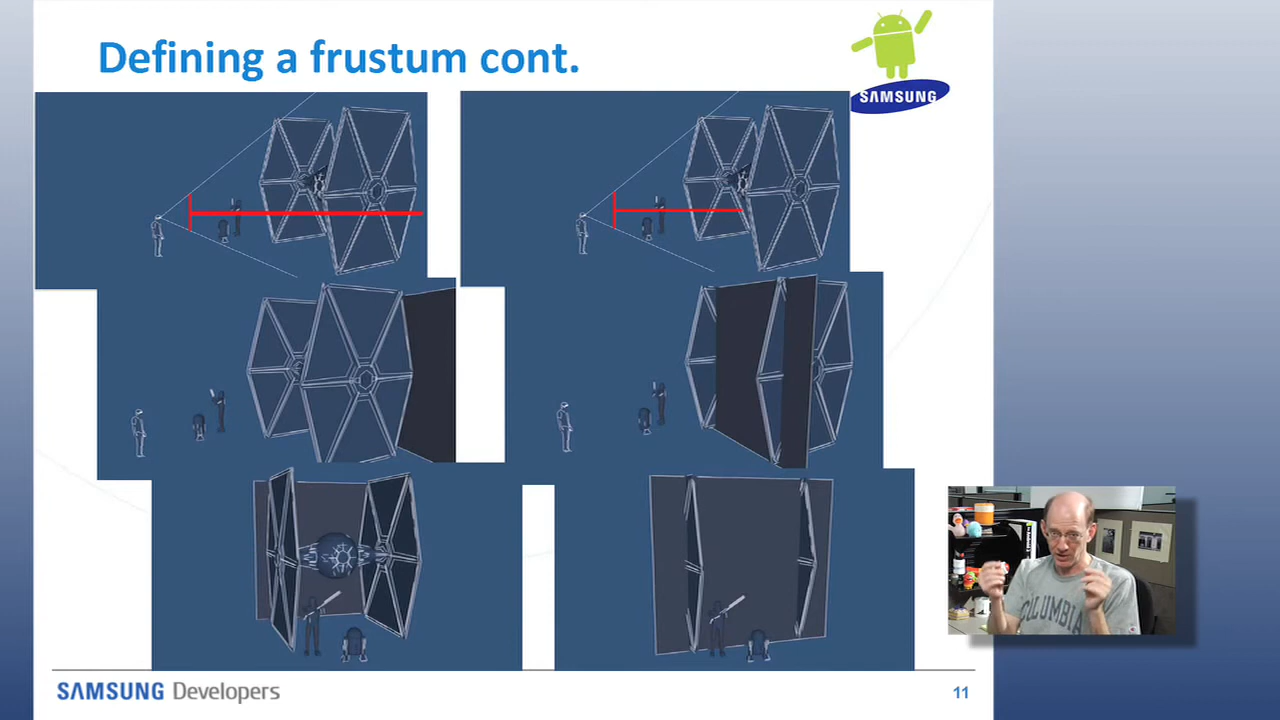 Defining a frustum cont.
SAMSUNG
COLUMBIA
SAMSUNG Developers
11